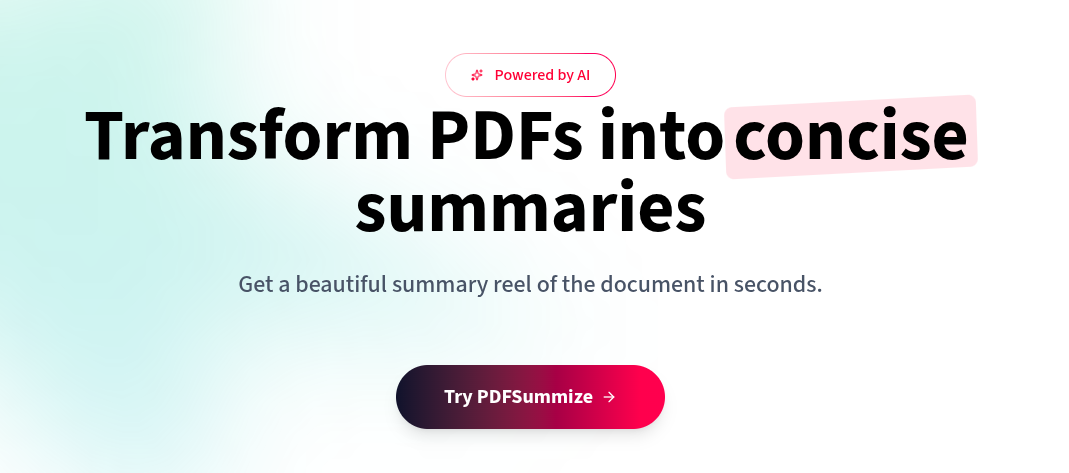 Powered by AI
Transform PDFs into concise
summaries
Get a beautiful summary reel of the document in seconds.
Try PDFSummize →